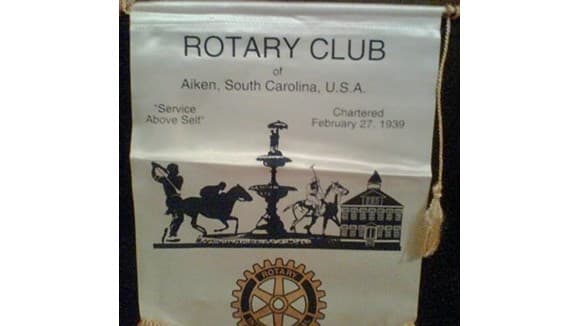 ROTARY CLUB
of
Aiken, South Carolina, U.S.A.
"Service
Above Self"
Chartered
February 27, 1939
ROTARY